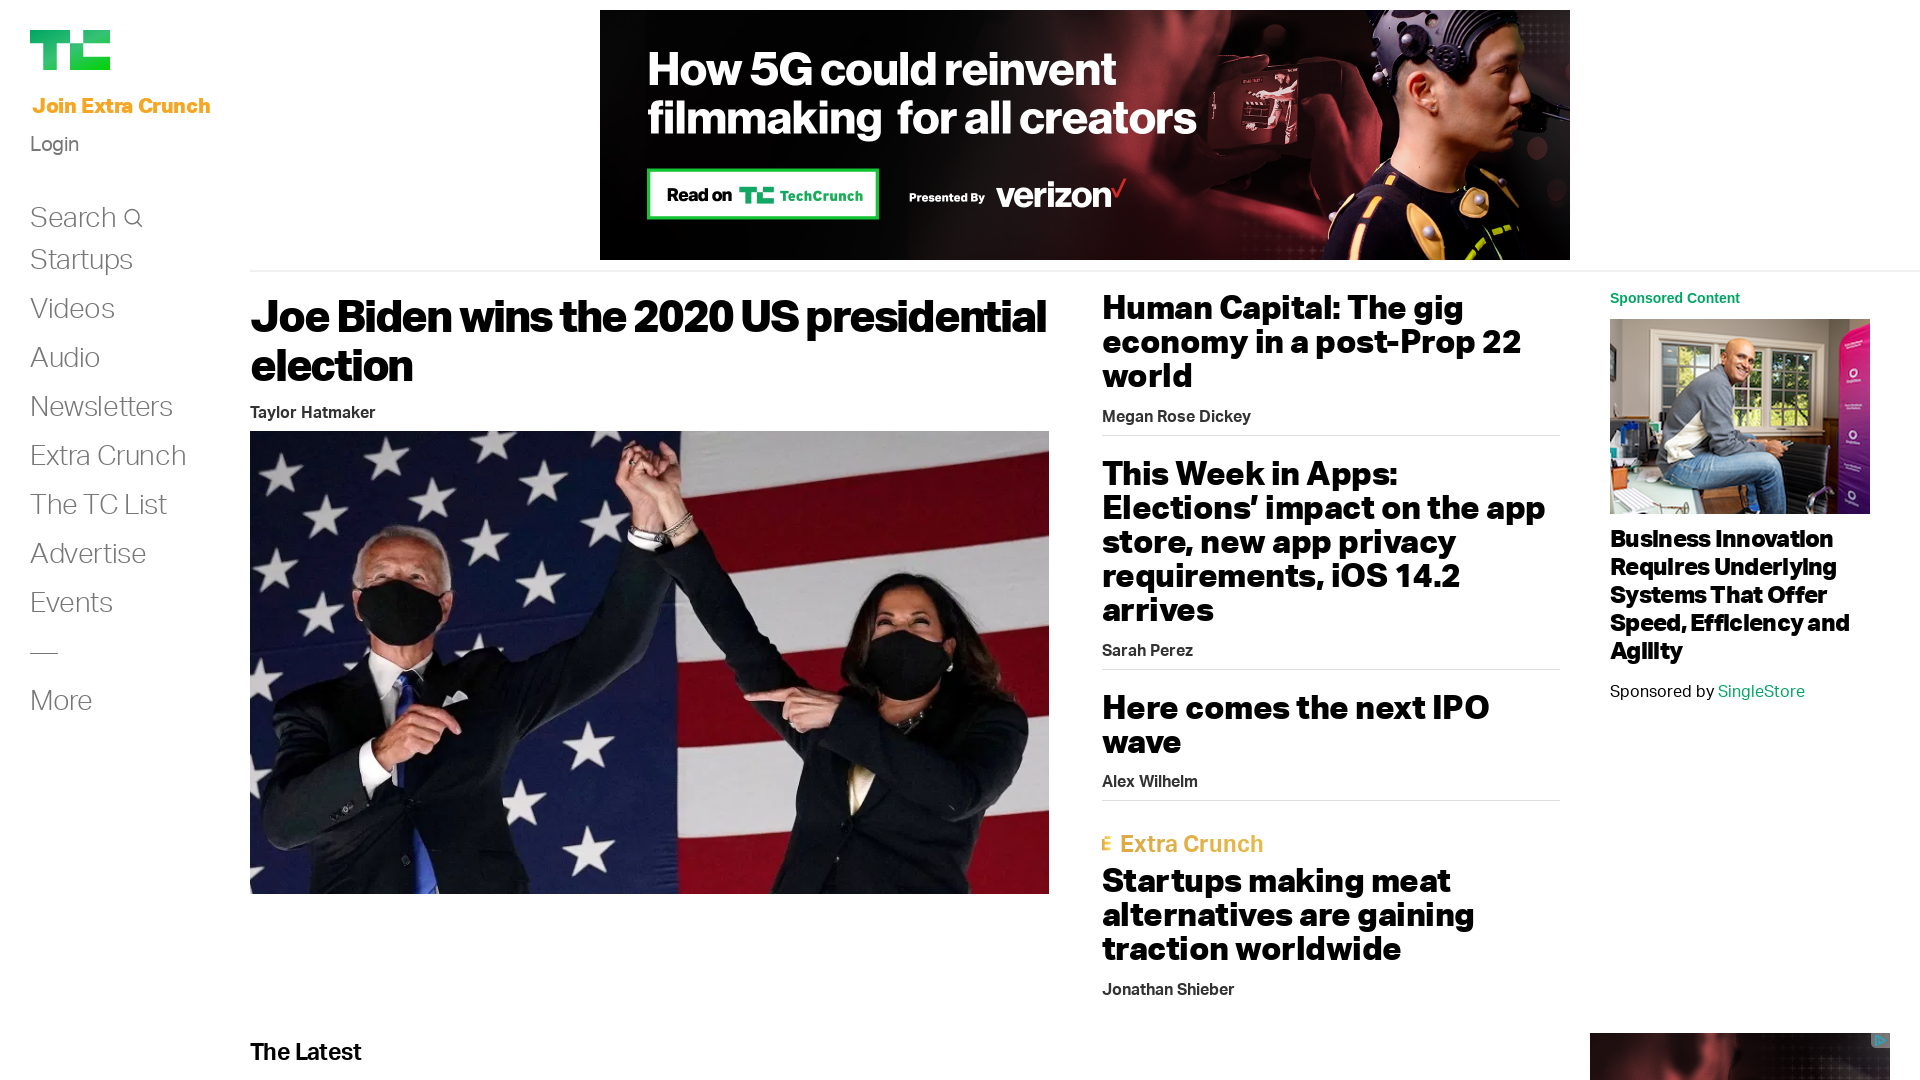 TC
Join Extra Crunch
Login
Search
Startups
Videos
Audio
Newsletters
Extra Crunch
The TC List
Advertise
Events
More
How 5G could reinvent
filmmaking for all creators
Read on TC TechCrunch
Presented By verizon
Joe Biden wins the 2020 US presidential
election
Taylor Hatmaker
Human Capital: The gig
economy in a post-Prop 22
world
Megan Rose Dickey
This Week in Apps:
Elections’ impact on the app
store, new app privacy
requirements, iOS 14.2
arrives
Sarah Perez
Here comes the next IPO
wave
Alex Wilhelm
Extra Crunch
Startups making meat
alternatives are gaining
traction worldwide
Jonathan Shieber
Sponsored Content
Business Innovation
Requires Underlying
Systems That Offer
Speed, Efficiency and
Agility
Sponsored by SingleStore
The Latest